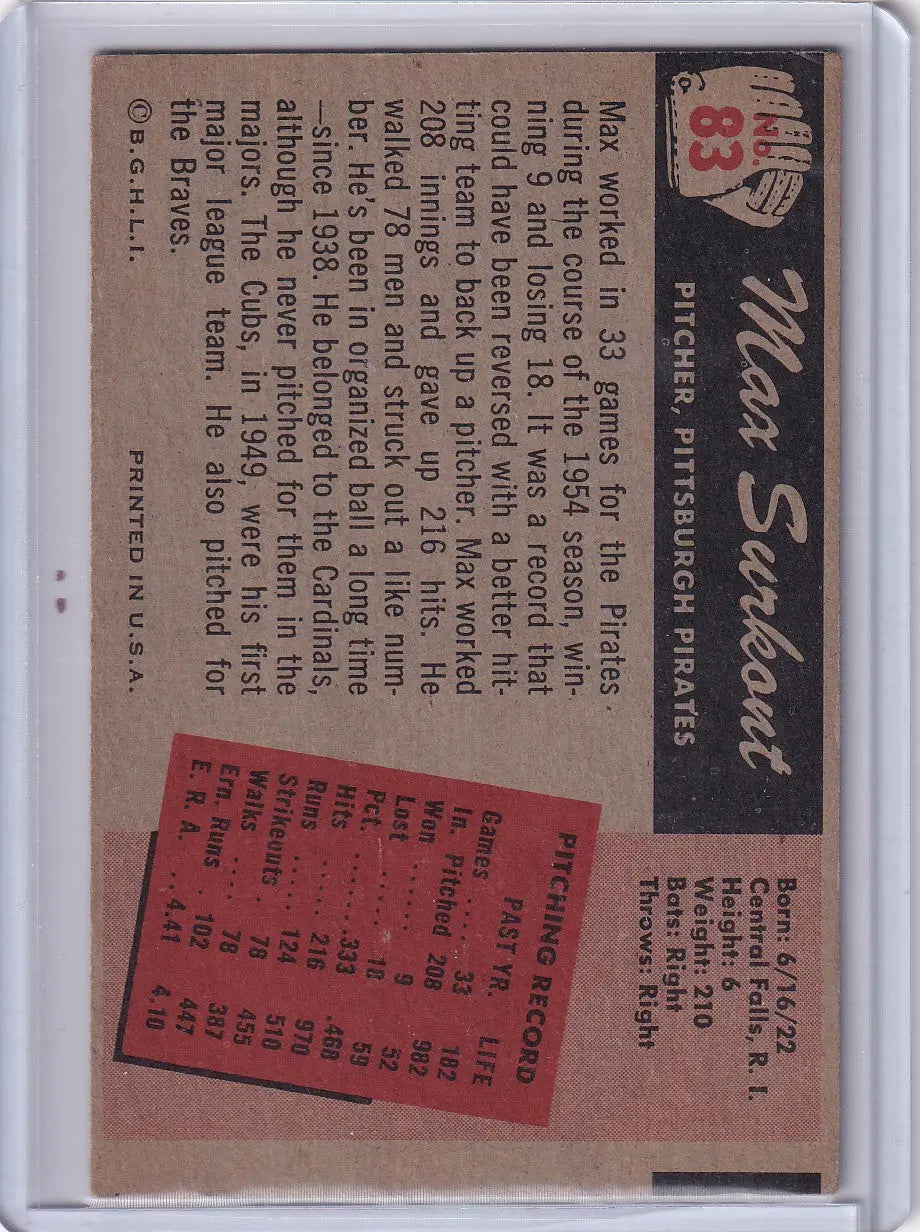 No.
83
Max Surkont
PITCHER, PITTSBURGH PIRATES
Born: 6/16/22
Central Falls, R. I.
Height: 6
Weight: 210
Bats: Right
Throws: Right
Max worked in 33 games for the Pirates
during the course of the 1954 season, win-
ning 9 and losing 18. It was a record that
could have been reversed with a better hit-
ting team to back up a pitcher. Max worked
208 innings and gave up 216 hits. He
walked 78 men and struck out a like num-
ber. He's been in organized ball a long time
—since 1938. He belonged to the Cardinals,
although he never pitched for them in the
majors. The Cubs, in 1949, were his first
major league team. He also pitched for
the Braves.
©B.G.H.L.I.
PRINTED IN U.S.A.
PITCHING RECORD
PAST YR. LIFE
Games ..... 33 182
In. Pitched 208 982
Won ...... 9 52
Lost ...... 18 59
Pct. ...... .333 .468
Hits ..... 216 970
Runs ..... 124 510
Strikeouts 78 455
Walks .... 78 387
Ern. Runs . 102 447
E. R. A. .. 4.41 4.10